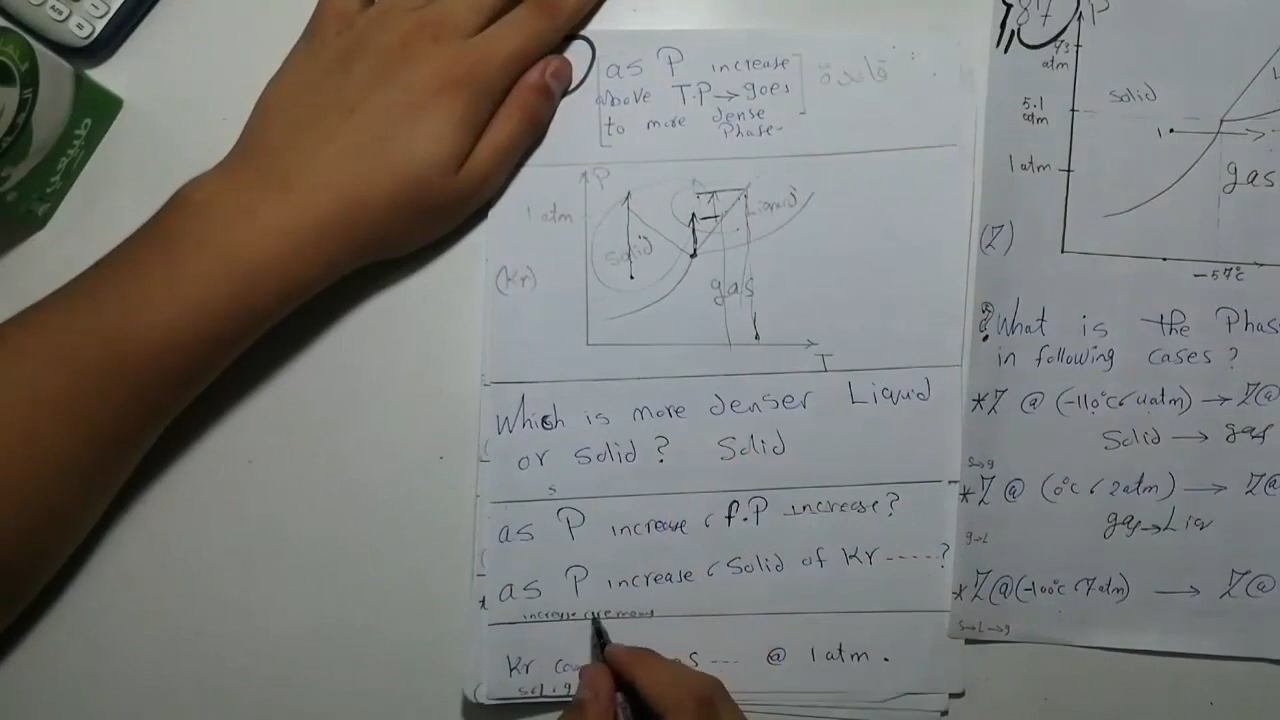 as P increase
above T.P → goes
to more dense
Phase
قاعدة
P
1 atm
Solid
Liquid
gas
(Kr)
T
Which is more denser Liquid
or solid? Solid
as P increase, f.P increase?
as P increase, Solid of Kr ----?
Kr @ 1 atm.
P
73
atm
5.1
atm
Solid
1
1 atm
gas
(Z)
-57°C
? What is the Phase
in following cases?
*Z @ (-110°C, 4atm) → Z@
Solid → gas
s→g
*Z @ (0°C, 2atm) → Z@
gas→Liq
g→L
*Z@(-100°C, 7atm) → Z@
s→L→g